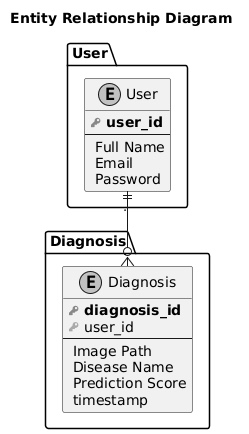 Entity Relationship Diagram
User
E User
user_id
Full Name
Email
Password
Diagnosis
E Diagnosis
diagnosis_id
user_id
Image Path
Disease Name
Prediction Score
timestamp